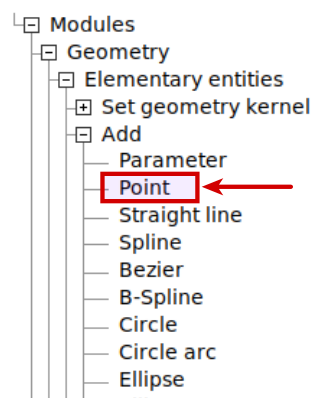 Modules
Geometry
Elementary entities
Set geometry kernel
Add
Parameter
Point
Straight line
Spline
Bezier
B-Spline
Circle
Circle arc
Ellipse